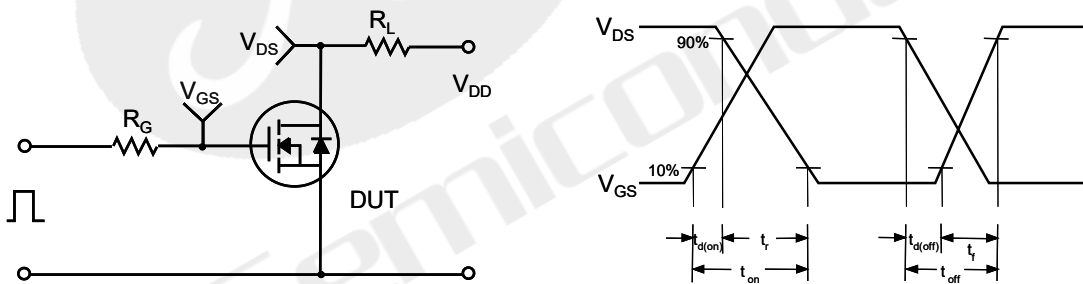 V_DS
R_L
V_DD
V_GS
R_G
DUT
V_DS
90%
10%
V_GS
t_d(on)
t_r
t_on
t_d(off)
t_f
t_off